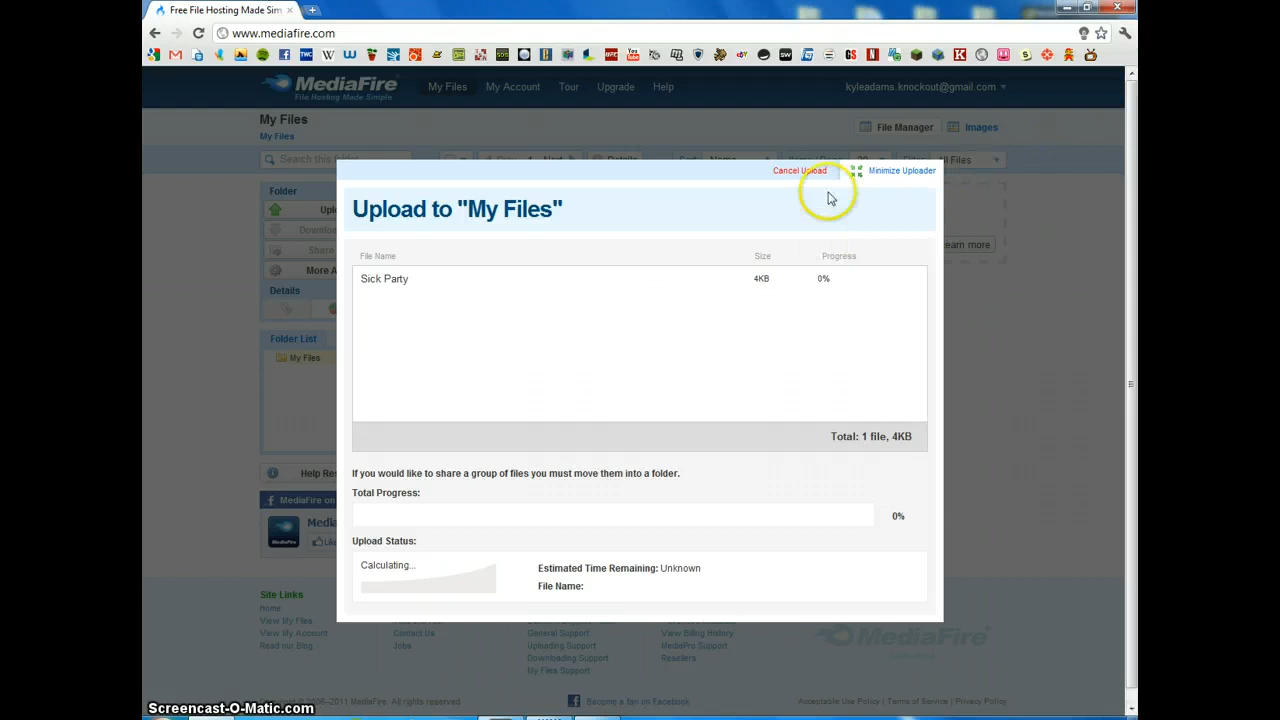 Free File Hosting Made Sim
www.mediafire.com
MediaFire
File Hosting Made Simple
My Files My Account Tour Upgrade Help kyleadams.knockout@gmail.com
My Files
My Files
File Manager Images
Search this folder
Details
All Files
Cancel Upload Minimize Uploader
Upload to "My Files"
Folder
Downlo
Share
More A
Details
earn more
File Name Size Progress
Sick Party 4KB 0%
Total: 1 file, 4KB
Folder List
My Files
If you would like to share a group of files you must move them into a folder.
Total Progress:
0%
Upload Status:
Calculating...
Estimated Time Remaining: Unknown
File Name:
Help Res
MediaFire on
Media
Like
Site Links
Home
View My Files
View My Account
Read our Blog
Contact Us
Jobs
General Support
Uploading Support
Downloading Support
My Files Support
View Billing History
MediaPro Support
Resellers
MediaFire
2011 MediaFire. All rights reserved.
Become a fan on Facebook
Acceptable Use Policy | Terms of Service | Privacy Policy
Screencast-O-Matic.com